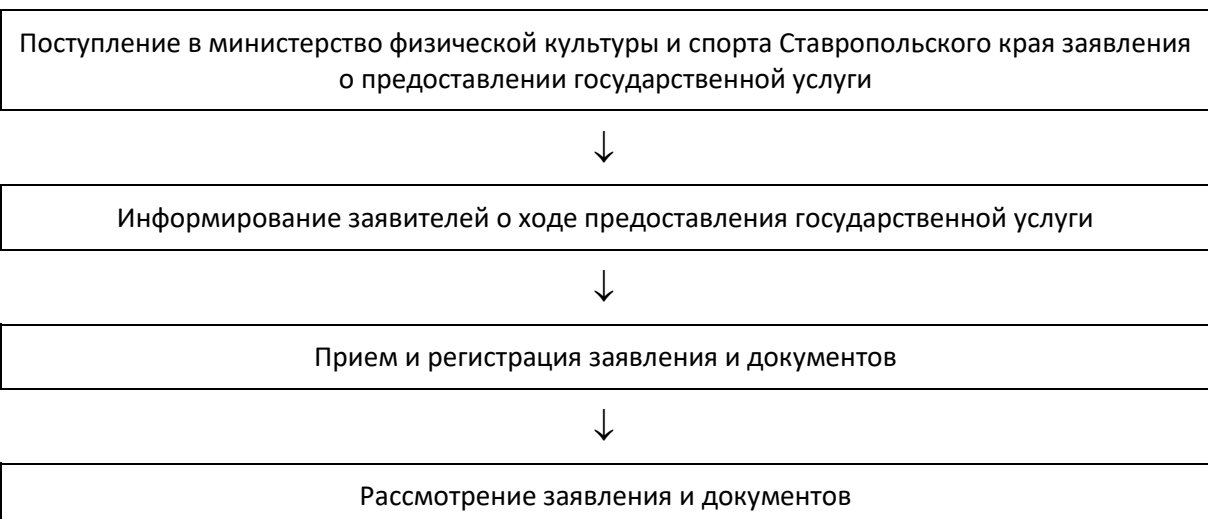 Поступление в министерство физической культуры и спорта Ставропольского края заявления
о предоставлении государственной услуги
↓
Информирование заявителей о ходе предоставления государственной услуги
↓
Прием и регистрация заявления и документов
↓
Рассмотрение заявления и документов